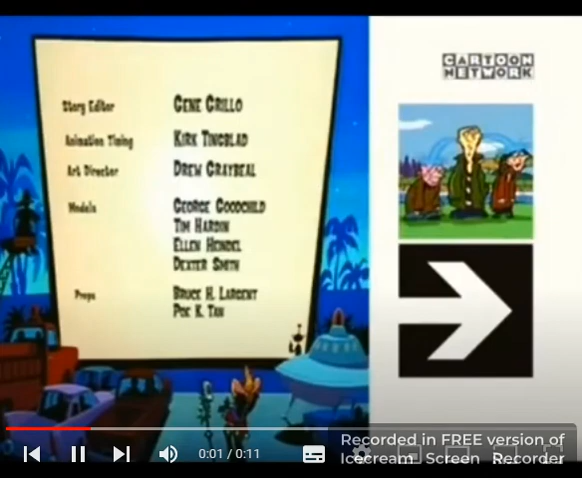 CARTOON
NETWORK
Story Editor GENE GRILLO
Animation Timing KIRK TINGBLAD
Art Director DREW GRAYBEAL
Models GEORGE GOODCHILD
TIM HARDIN
ELLEN HEINDEL
DEXTER SMITH
Props BRUCE H. LARGENT
POE K. TAN
0:01 / 0:11
Recorded in FREE version of
Icecream Screen Recorder